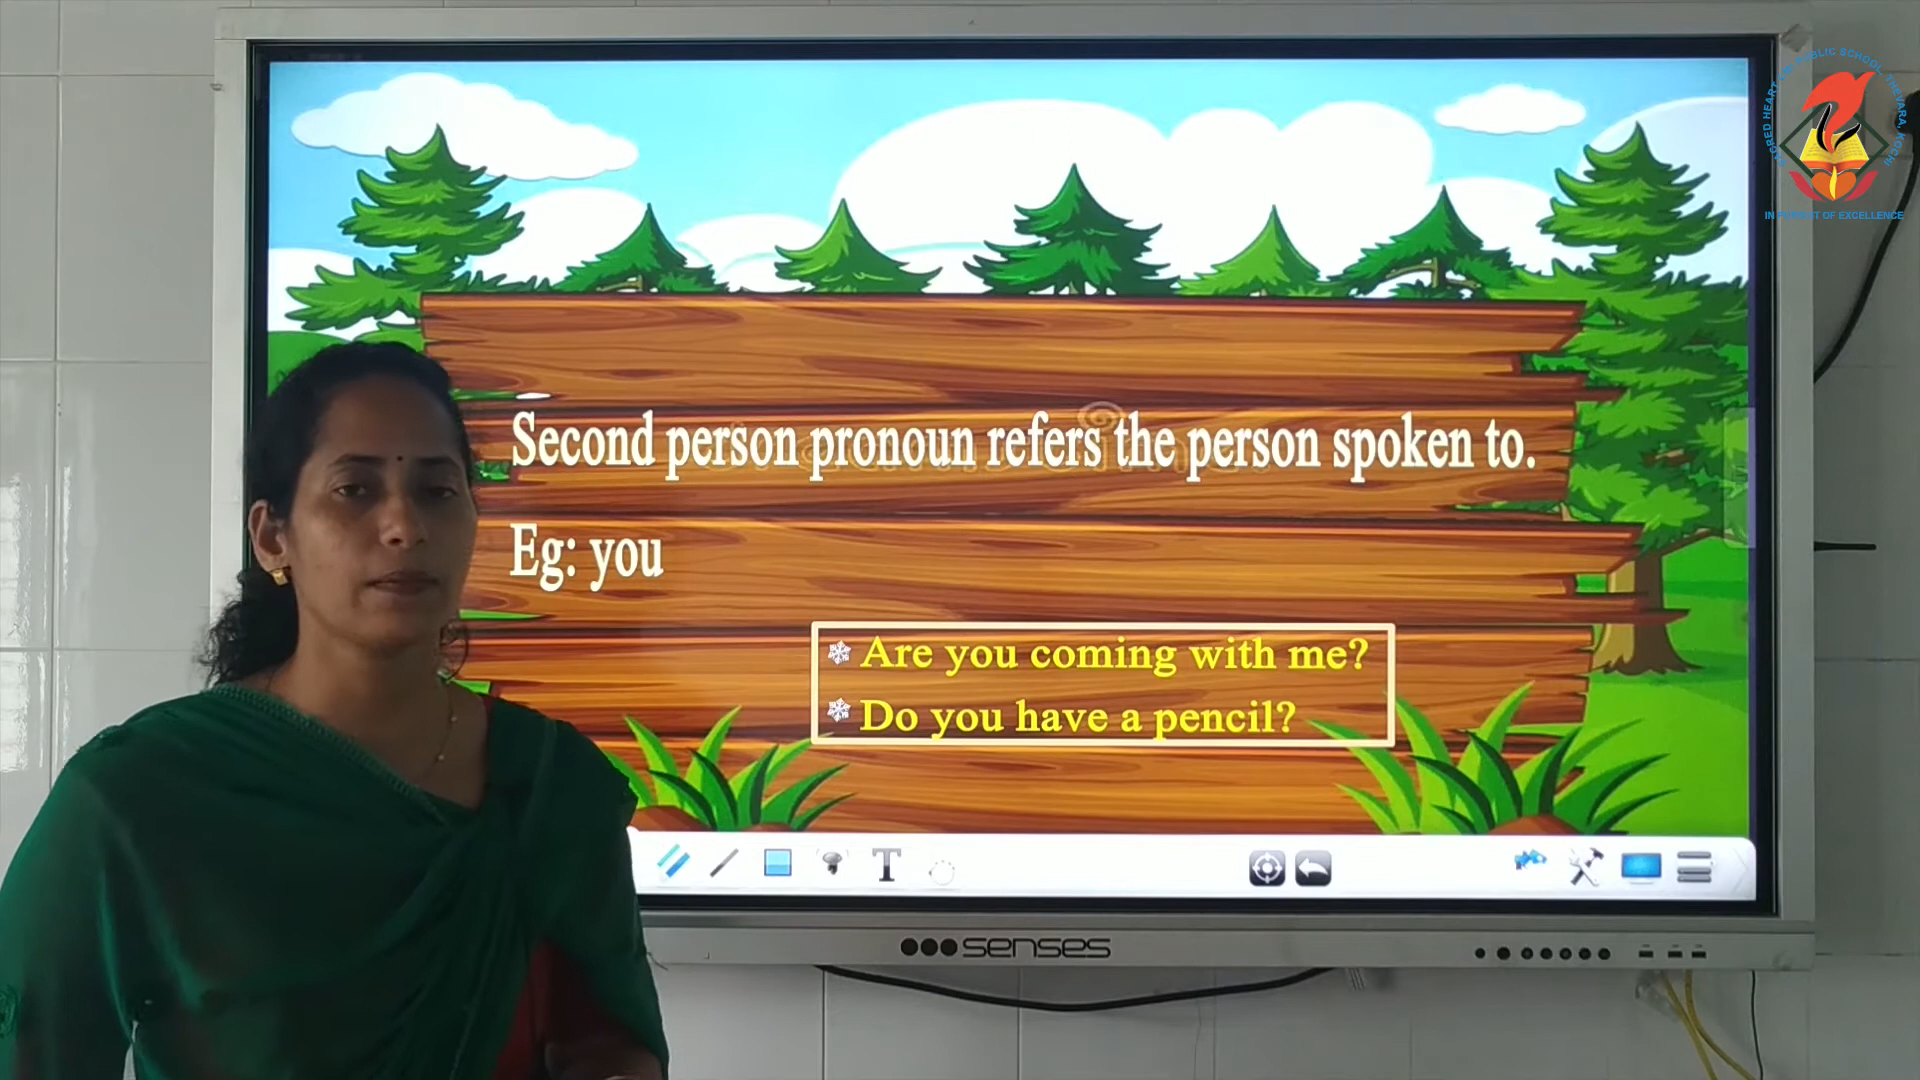 Second person pronoun refers the person spoken to.
Eg: you
Are you coming with me?
Do you have a pencil?
T
senses
IN PURSUIT OF EXCELLENCE